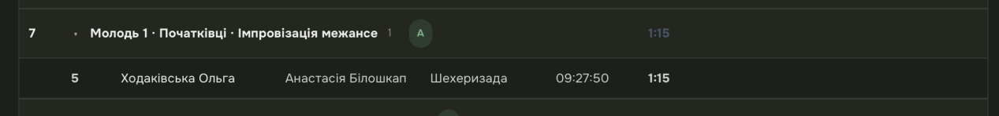 7 ▾ Молодь 1 · Початківці · Імпровізація межансе 1 A 1:15
5 Ходаківська Ольга Анастасія Білошкап Шехеризада 09:27:50 1:15